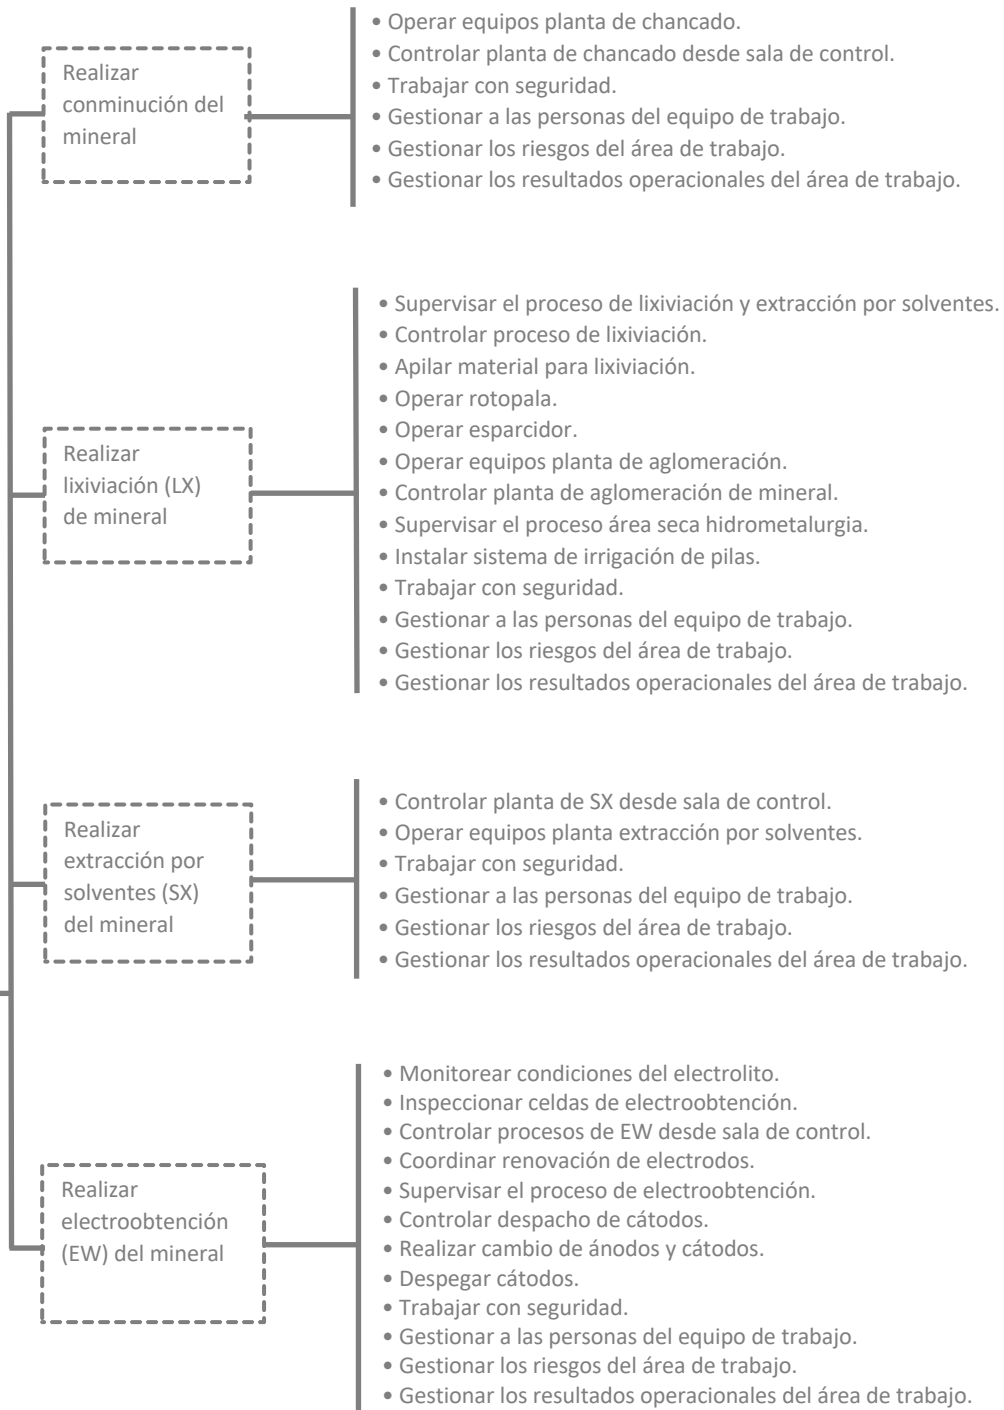 Realizar
conminución del
mineral
• Operar equipos planta de chancado.
• Controlar planta de chancado desde sala de control.
• Trabajar con seguridad.
• Gestionar a las personas del equipo de trabajo.
• Gestionar los riesgos del área de trabajo.
• Gestionar los resultados operacionales del área de trabajo.
Realizar
lixiviación (LX)
de mineral
• Supervisar el proceso de lixiviación y extracción por solventes.
• Controlar proceso de lixiviación.
• Apilar material para lixiviación.
• Operar rotopala.
• Operar esparcidor.
• Operar equipos planta de aglomeración.
• Controlar planta de aglomeración de mineral.
• Supervisar el proceso área seca hidrometalurgia.
• Instalar sistema de irrigación de pilas.
• Trabajar con seguridad.
• Gestionar a las personas del equipo de trabajo.
• Gestionar los riesgos del área de trabajo.
• Gestionar los resultados operacionales del área de trabajo.
Realizar
extracción por
solventes (SX)
del mineral
• Controlar planta de SX desde sala de control.
• Operar equipos planta extracción por solventes.
• Trabajar con seguridad.
• Gestionar a las personas del equipo de trabajo.
• Gestionar los riesgos del área de trabajo.
• Gestionar los resultados operacionales del área de trabajo.
Realizar
electroobtención
(EW) del mineral
• Monitorear condiciones del electrolito.
• Inspeccionar celdas de electroobtención.
• Controlar procesos de EW desde sala de control.
• Coordinar renovación de electrodos.
• Supervisar el proceso de electroobtención.
• Controlar despacho de cátodos.
• Realizar cambio de ánodos y cátodos.
• Despegar cátodos.
• Trabajar con seguridad.
• Gestionar a las personas del equipo de trabajo.
• Gestionar los riesgos del área de trabajo.
• Gestionar los resultados operacionales del área de trabajo.